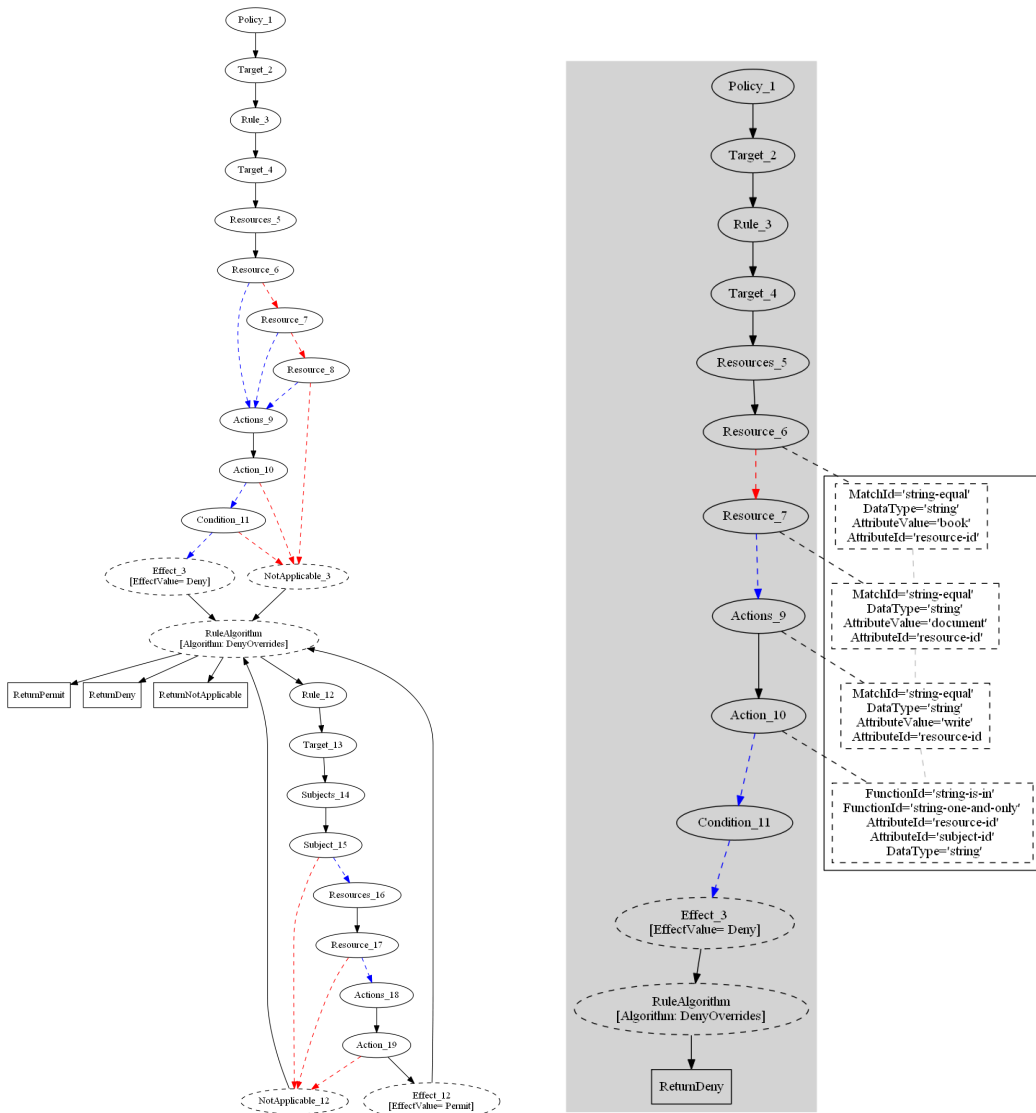 Policy_1
Target_2
Rule_3
Target_4
Resources_5
Resource_6
Resource_7
Resource_8
Actions_9
Action_10
Condition_11
Effect_3
[EffectValue= Deny]
NotApplicable_3
RuleAlgorithm
[Algorithm: DenyOverrides]
ReturnPermit
ReturnDeny
ReturnNotApplicable
Rule_12
Target_13
Subjects_14
Subject_15
Resources_16
Resource_17
Actions_18
Action_19
NotApplicable_12
Effect_12
[EffectValue= Permit]
Policy_1
Target_2
Rule_3
Target_4
Resources_5
Resource_6
Resource_7
Actions_9
Action_10
Condition_11
Effect_3
[EffectValue= Deny]
RuleAlgorithm
[Algorithm: DenyOverrides]
ReturnDeny
MatchId='string-equal'
DataType='string'
AttributeValue='book'
AttributeId='resource-id'
MatchId='string-equal'
DataType='string'
AttributeValue='document'
AttributeId='resource-id'
MatchId='string-equal'
DataType='string'
AttributeValue='write'
AttributeId='resource-id
FunctionId='string-is-in'
FunctionId='string-one-and-only'
AttributeId='resource-id'
AttributeId='subject-id'
DataType='string'